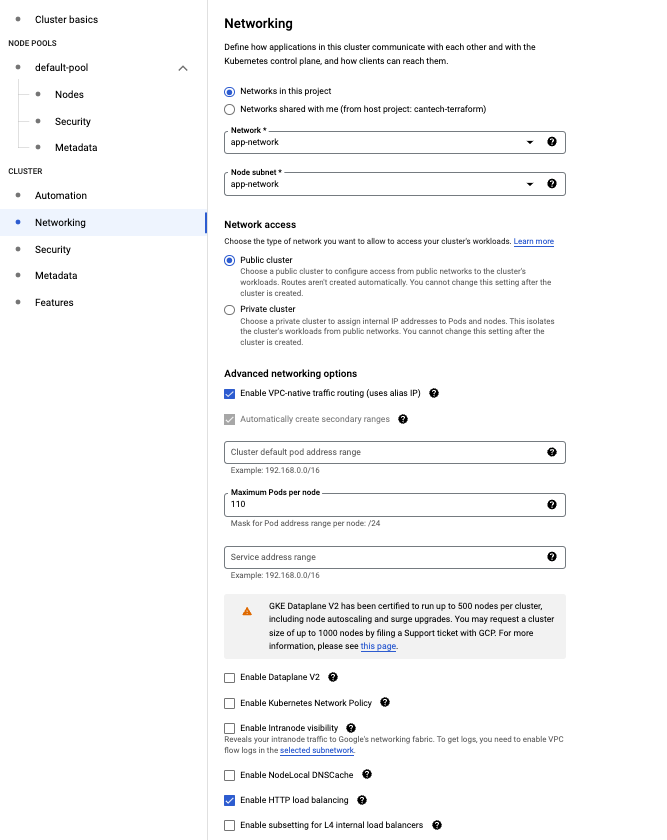 Cluster basics
NODE POOLS
default-pool
Nodes
Security
Metadata
CLUSTER
Automation
Networking
Security
Metadata
Features
Networking
Define how applications in this cluster communicate with each other and with the
Kubernetes control plane, and how clients can reach them.
Networks in this project
Networks shared with me (from host project: cantech-terraform)
Network *
app-network
Node subnet *
app-network
Network access
Choose the type of network you want to allow to access your cluster's workloads. Learn more
Public cluster
Choose a public cluster to configure access from public networks to the cluster's
workloads. Routes aren't created automatically. You cannot change this setting after the
cluster is created.
Private cluster
Choose a private cluster to assign internal IP addresses to Pods and nodes. This isolates
the cluster's workloads from public networks. You cannot change this setting after the
cluster is created.
Advanced networking options
Enable VPC-native traffic routing (uses alias IP)
Automatically create secondary ranges
Cluster default pod address range
Example: 192.168.0.0/16
Maximum Pods per node
110
Mask for Pod address range per node: /24
Service address range
Example: 192.168.0.0/16
GKE Dataplane V2 has been certified to run up to 500 nodes per cluster,
including node autoscaling and surge upgrades. You may request a cluster
size of up to 1000 nodes by filing a Support ticket with GCP. For more
information, please see this page.
Enable Dataplane V2
Enable Kubernetes Network Policy
Enable Intranode visibility
Reveals your intranode traffic to Google's networking fabric. To get logs, you need to enable VPC
flow logs in the selected subnetwork.
Enable NodeLocal DNSCache
Enable HTTP load balancing
Enable subsetting for L4 internal load balancers